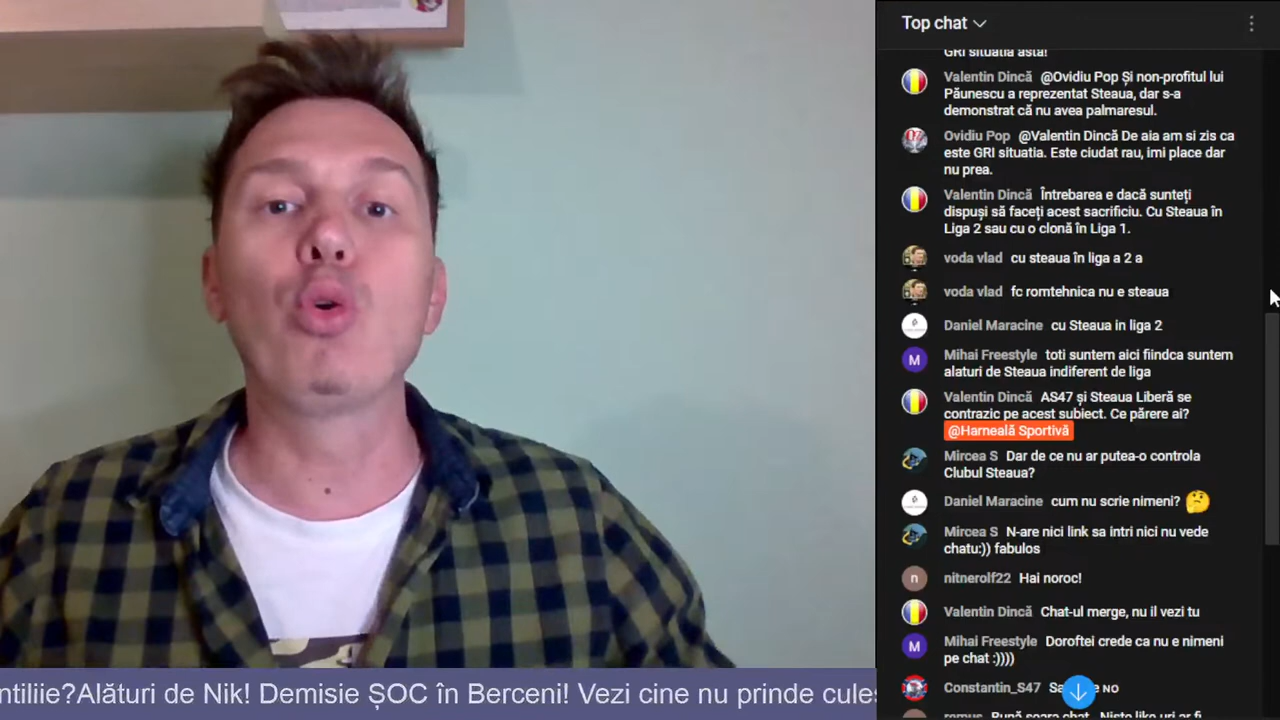 Top chat
GRI situatia asta!
Valentin Dincă @Ovidiu Pop Și non-profitul lui
Păunescu a reprezentat Steaua, dar s-a
demonstrat că nu avea palmaresul.
Ovidiu Pop @Valentin Dincă De aia am si zis ca
este GRI situatia. Este ciudat rau, imi place dar
nu prea.
Valentin Dincă Întrebarea e dacă sunteți
dispuși să faceți acest sacrificiu. Cu Steaua în
Liga 2 sau cu o clonă în Liga 1.
voda vlad cu steaua în liga a 2 a
voda vlad fc romtehnica nu e steaua
Daniel Maracine cu Steaua in liga 2
M
Mihai Freestyle toti suntem aici fiindca suntem
alaturi de Steaua indiferent de liga
Valentin Dincă AS47 și Steaua Liberă se
contrazic pe acest subiect. Ce părere ai?
@Harneală Sportivă
Mircea S Dar de ce nu ar putea-o controla
Clubul Steaua?
Daniel Maracine cum nu scrie nimeni? 🤔
Mircea S N-are nici link sa intri nici nu vede
chatu:)) fabulos
n
nitnerolf22 Hai noroc!
Valentin Dincă Chat-ul merge, nu il vezi tu
M
Mihai Freestyle Doroftei crede ca nu e nimeni
pe chat :))))
Constantin_S47
ntiliie?Alături de Nik! Demisie ȘOC în Berceni! Vezi cine nu prinde cules